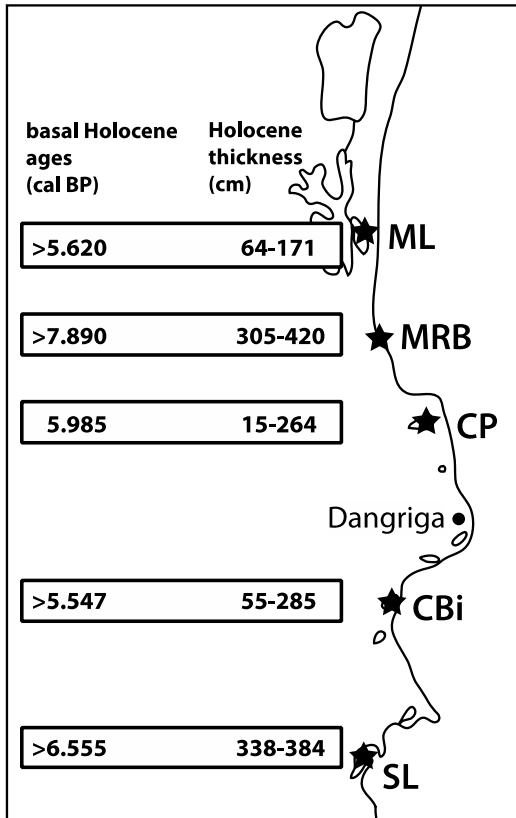 basal Holocene ages (cal BP)
Holocene thickness (cm)
>5.620 64-171 ML
>7.890 305-420 MRB
5.985 15-264 CP
Dangriga
>5.547 55-285 CBi
>6.555 338-384 SL